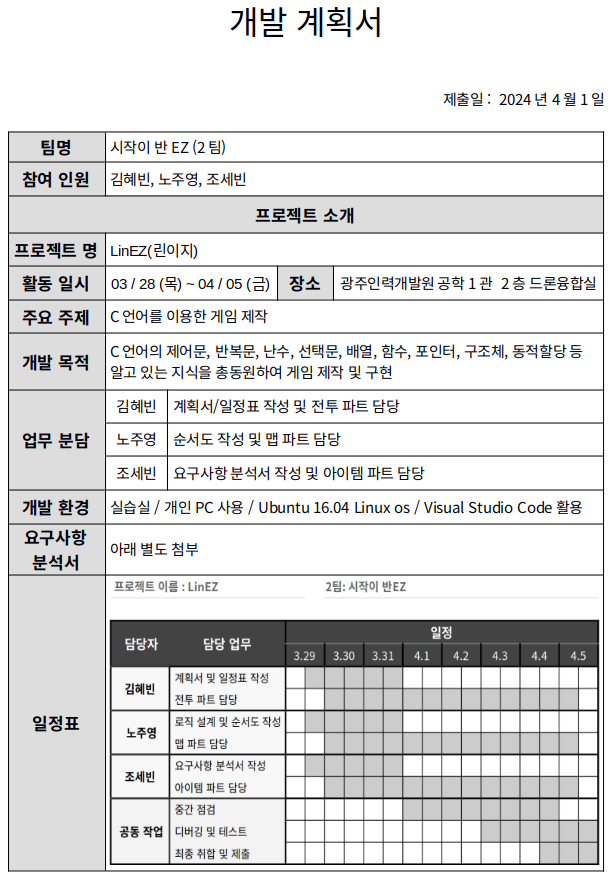 개발 계획서
제출일 : 2024 년 4 월 1 일
팀명 시작이 반 EZ (2 팀)
참여 인원 김혜빈, 노주영, 조세빈
프로젝트 소개
프로젝트 명 LinEZ(린이지)
활동 일시 03 / 28 (목) ~ 04 / 05 (금) 장소 광주인력개발원 공학 1 관 2 층 드론융합실
주요 주제 C 언어를 이용한 게임 제작
개발 목적 C 언어의 제어문, 반복문, 난수, 선택문, 배열, 함수, 포인터, 구조체, 동적할당 등
알고 있는 지식을 총동원하여 게임 제작 및 구현
업무 분담
김혜빈 계획서/일정표 작성 및 전투 파트 담당
노주영 순서도 작성 및 맵 파트 담당
조세빈 요구사항 분석서 작성 및 아이템 파트 담당
개발 환경 실습실 / 개인 PC 사용 / Ubuntu 16.04 Linux os / Visual Studio Code 활용
요구사항
분석서
아래 별도 첨부
일정표
프로젝트 이름 : LinEZ 2팀: 시작이 반EZ
담당자 담당 업무 일정
3.29 3.30 3.31 4.1 4.2 4.3 4.4 4.5
김혜빈
계획서 및 일정표 작성
전투 파트 담당
노주영
로직 설계 및 순서도 작성
맵 파트 담당
조세빈
요구사항 분석서 작성
아이템 파트 담당
공동 작업
중간 점검
디버깅 및 테스트
최종 취합 및 제출